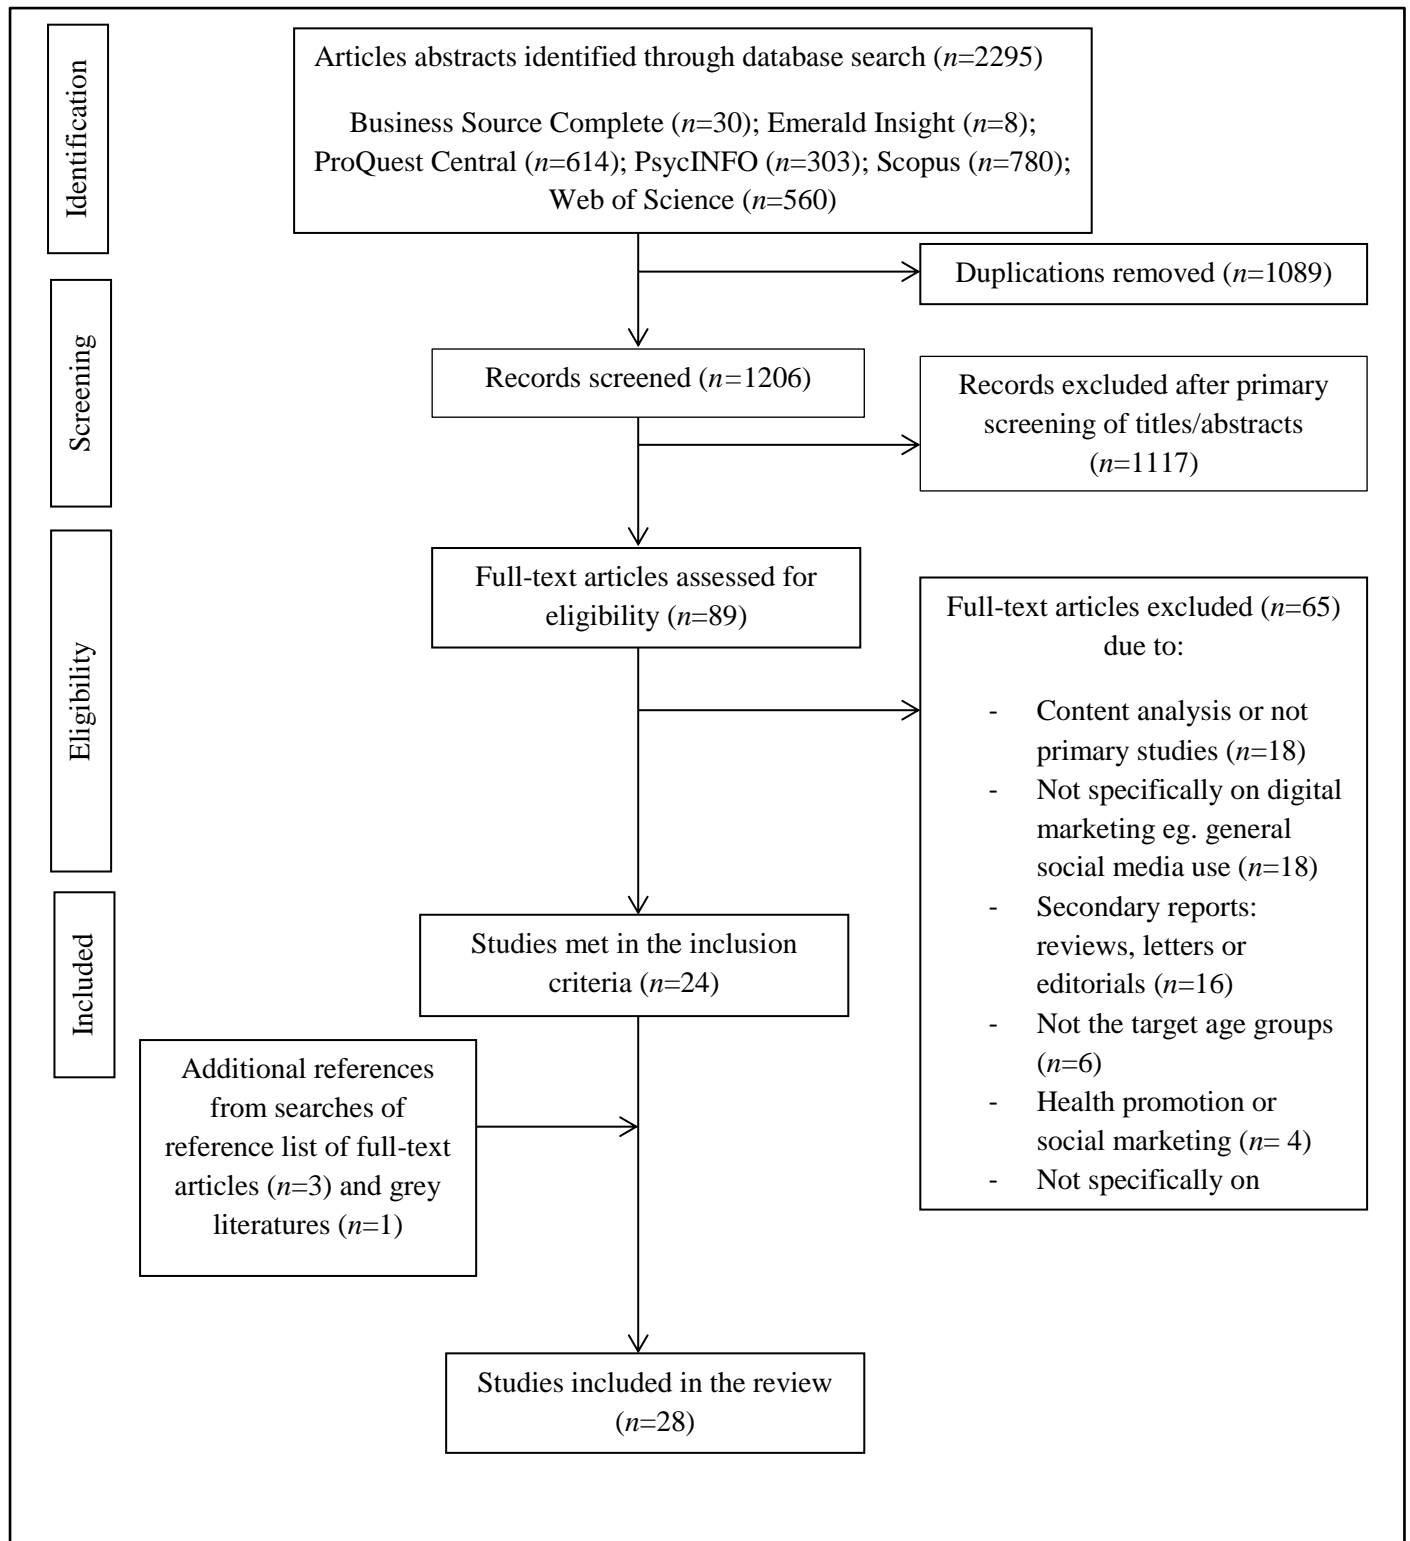 Identification
Articles abstracts identified through database search (n=2295)
Business Source Complete (n=30); Emerald Insight (n=8);
ProQuest Central (n=614); PsycINFO (n=303); Scopus (n=780);
Web of Science (n=560)
Duplications removed (n=1089)
Screening
Records screened (n=1206)
Records excluded after primary
screening of titles/abstracts
(n=1117)
Eligibility
Full-text articles assessed for
eligibility (n=89)
Full-text articles excluded (n=65)
due to:
- Content analysis or not
primary studies (n=18)
- Not specifically on digital
marketing eg. general
social media use (n=18)
- Secondary reports:
reviews, letters or
editorials (n=16)
- Not the target age groups
(n=6)
- Health promotion or
social marketing (n= 4)
- Not specifically on
Included
Studies met in the inclusion
criteria (n=24)
Additional references
from searches of
reference list of full-text
articles (n=3) and grey
literatures (n=1)
Studies included in the review
(n=28)